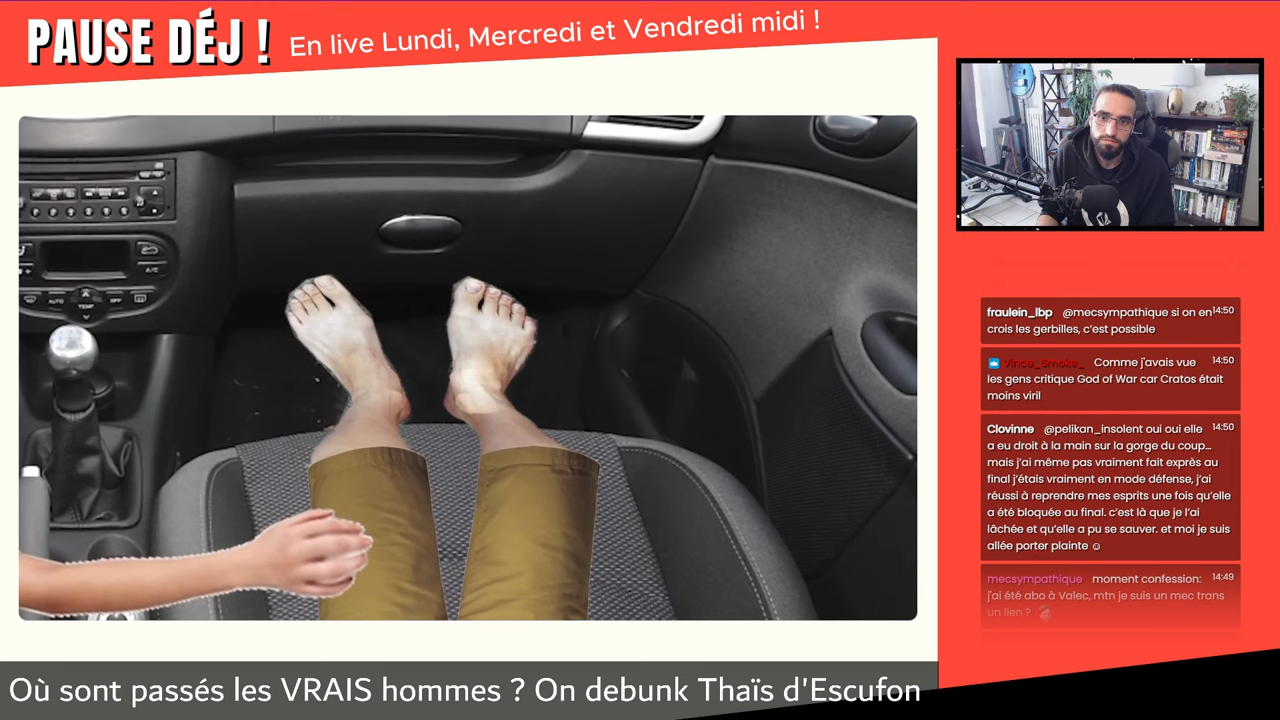 PAUSE DÉJ !
En live Lundi, Mercredi et Vendredi midi !
AUTO
TEMP
OFF
A/C
fraulein_lbp @mecsympathique si on en 14:50
crois les gerbilles, c'est possible
Vince_Smoke_ Comme j'avais vue 14:50
les gens critique God of War car Cratos était
moins viril
Clovinne @pelikan_insolent oui oui elle 14:50
a eu droit à la main sur la gorge du coup...
mais j'ai même pas vraiment fait exprès au
final j'étais vraiment en mode défense, j'ai
réussi à reprendre mes esprits une fois qu'elle
a été bloquée au final. c'est là que je l'ai
lâchée et qu'elle a pu se sauver. et moi je suis
allée porter plainte ☺
mecsympathique moment confession: 14:49
j'ai été abo à Valec, mtn je suis un mec trans
un lien ?
Où sont passés les VRAIS hommes ? On debunk Thaïs d'Escufon